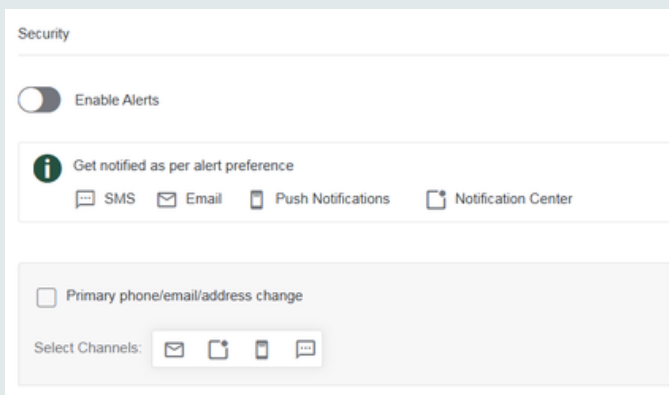 Security
Enable Alerts
Get notified as per alert preference
SMS Email Push Notifications Notification Center
Primary phone/email/address change
Select Channels: